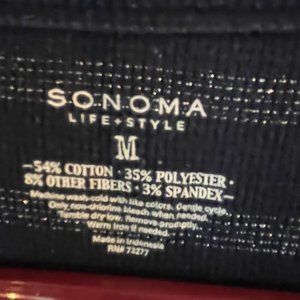 SONOMA
LIFE+STYLE
M
—54% COTTON · 35% POLYESTER ·
8% OTHER FIBERS · 3% SPANDEX—
Machine wash-cold with like colors. Gentle cycle.
Only non-chlorine bleach when needed.
Tumble dry low. Remove promptly.
Warm iron if needed.
Made in Indonesia
RN# 73277